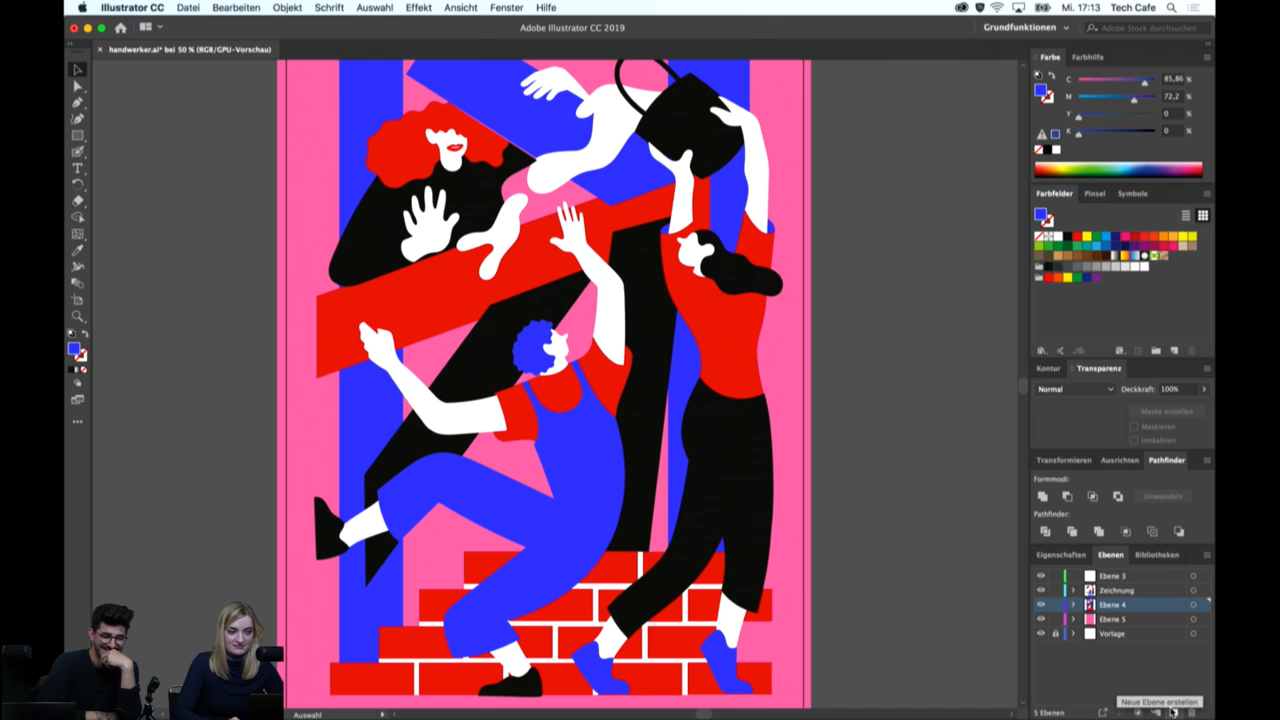 Illustrator CC Datei Bearbeiten Objekt Schrift Auswahl Effekt Ansicht Fenster Hilfe Mi. 17:13 Tech Cafe
Adobe Illustrator CC 2019 Grundfunktionen Adobe Stock durchsuchen
handwerker.ai* bei 50 % (RGB/GPU-Vorschau)
Farbe Farbhilfe
C 85,86 %
M 72,2 %
Y 0 %
K 0 %
Farbfelder Pinsel Symbole
Kontur Transparenz
Normal Deckkraft: 100%
Maske erstellen
Maskieren
Umkehren
Transformieren Ausrichten Pathfinder
Formmodi:
Umwandeln
Pathfinder:
Eigenschaften Ebenen Bibliotheken
Ebene 3
Zeichnung
Ebene 4
Ebene 5
Vorlage
Neue Ebene erstellen
5 Ebenen
Auswahl